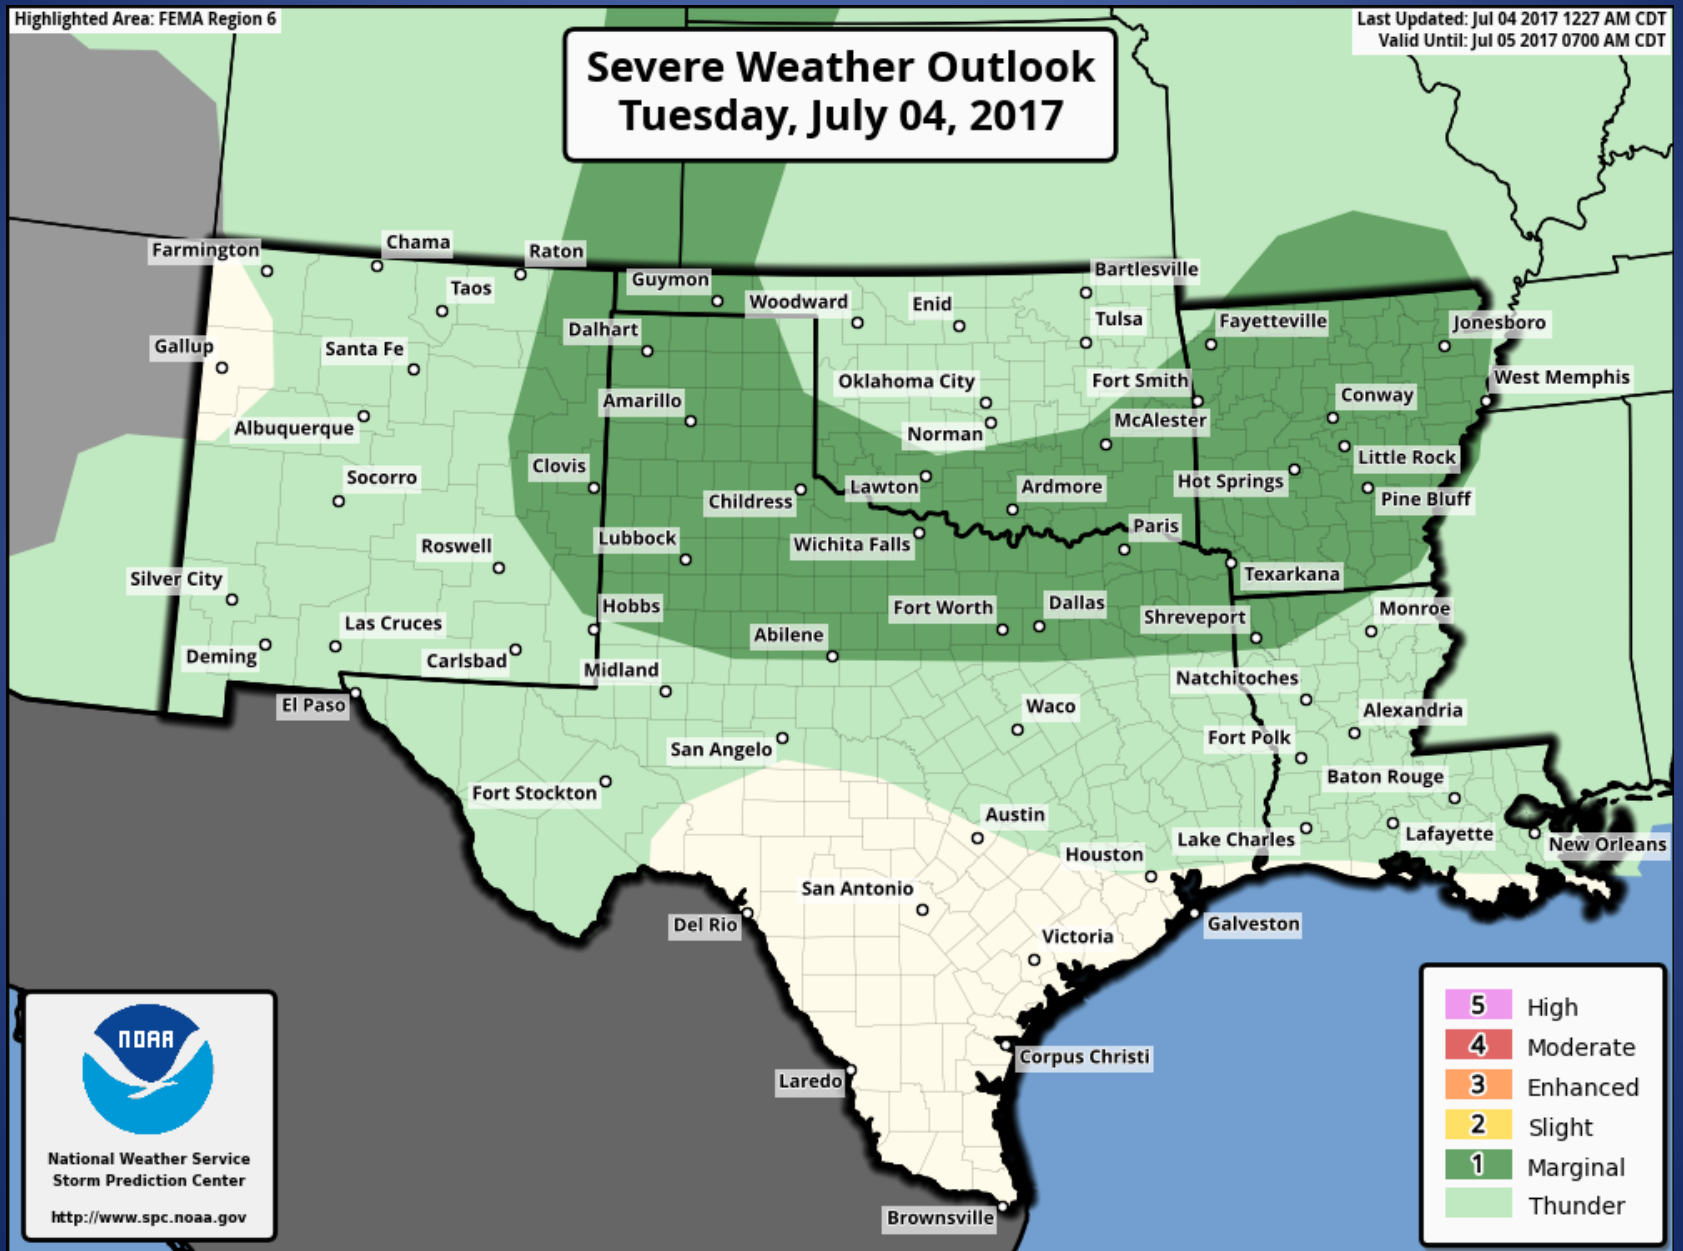 Highlighted Area: FEMA Region 6
Last Updated: Jul 04 2017 1227 AM CDT
Valid Until: Jul 05 2017 0700 AM CDT
Severe Weather Outlook
Tuesday, July 04, 2017
Farmington
Chama
Raton
Taos
Guymon
Woodward
Enid
Bartlesville
Tulsa
Fayetteville
Jonesboro
Dalhart
Gallup
Santa Fe
Oklahoma City
Fort Smith
West Memphis
Conway
Amarillo
Albuquerque
Norman
McAlester
Little Rock
Clovis
Socorro
Childress
Lawton
Ardmore
Hot Springs
Pine Bluff
Paris
Roswell
Lubbock
Wichita Falls
Silver City
Texarkana
Hobbs
Fort Worth
Dallas
Shreveport
Monroe
Las Cruces
Abilene
Deming
Carlsbad
Midland
Natchitoches
El Paso
Waco
Alexandria
San Angelo
Fort Polk
Fort Stockton
Baton Rouge
Austin
Lake Charles
Lafayette
New Orleans
Houston
San Antonio
Del Rio
Galveston
Victoria
Corpus Christi
Laredo
Brownsville
NOAA
National Weather Service
Storm Prediction Center
http://www.spc.noaa.gov
5 High
4 Moderate
3 Enhanced
2 Slight
1 Marginal
Thunder